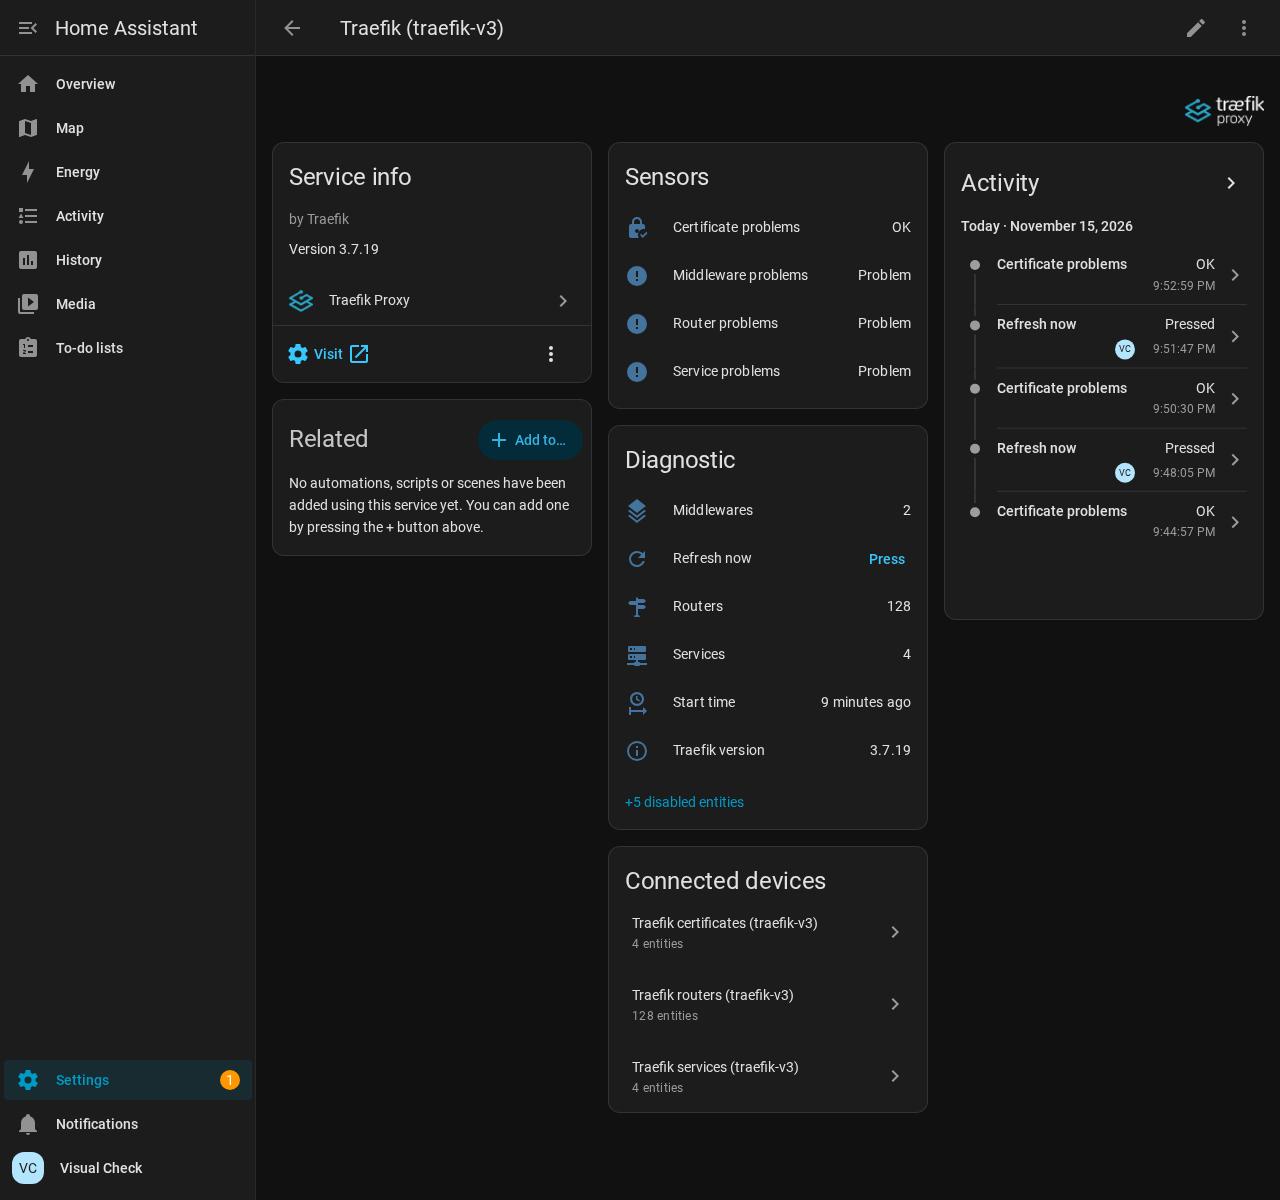 Home Assistant
Traefik (traefik-v3)
Overview
Map
Energy
Activity
History
Media
To-do lists
Settings
1
Notifications
VC
Visual Check
træfik
proxy
Service info
by Traefik
Version 3.7.19
Traefik Proxy
Visit
Related
Add to…
No automations, scripts or scenes have been
added using this service yet. You can add one
by pressing the + button above.
Sensors
Certificate problems OK
Middleware problems Problem
Router problems Problem
Service problems Problem
Diagnostic
Middlewares 2
Refresh now Press
Routers 128
Services 4
Start time 9 minutes ago
Traefik version 3.7.19
+5 disabled entities
Connected devices
Traefik certificates (traefik-v3)
4 entities
Traefik routers (traefik-v3)
128 entities
Traefik services (traefik-v3)
4 entities
Activity
Today · November 15, 2026
Certificate problems OK
9:52:59 PM
Refresh now Pressed
VC 9:51:47 PM
Certificate problems OK
9:50:30 PM
Refresh now Pressed
VC 9:48:05 PM
Certificate problems OK
9:44:57 PM